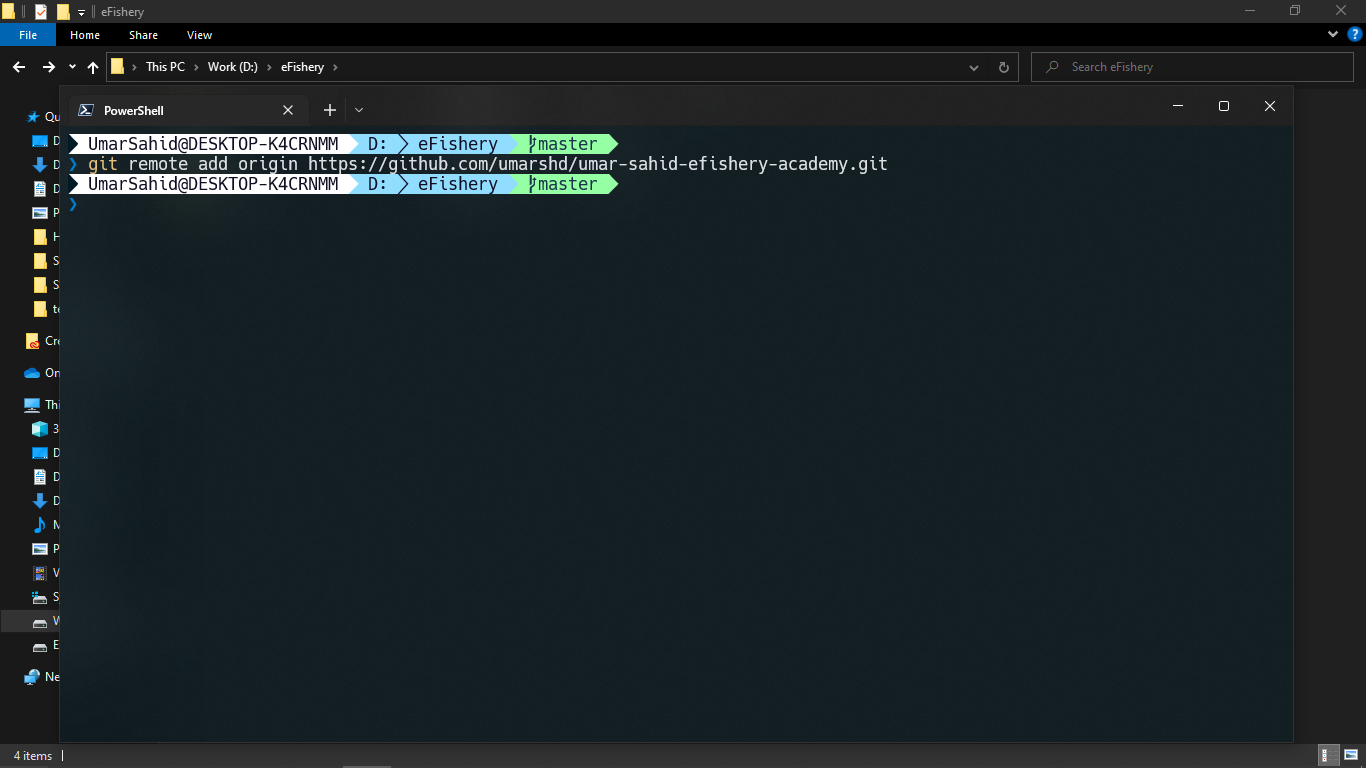 eFishery
File Home Share View
This PC Work (D:) eFishery Search eFishery
PowerShell
UmarSahid@DESKTOP-K4CRNMM D: eFishery master
❯ git remote add origin https://github.com/umarshd/umar-sahid-efishery-academy.git
UmarSahid@DESKTOP-K4CRNMM D: eFishery master
❯
Qu
D
D
D
P
H
S
S
te
Cre
On
Thi
3
D
D
D
M
P
V
S
W
E
Ne
4 items